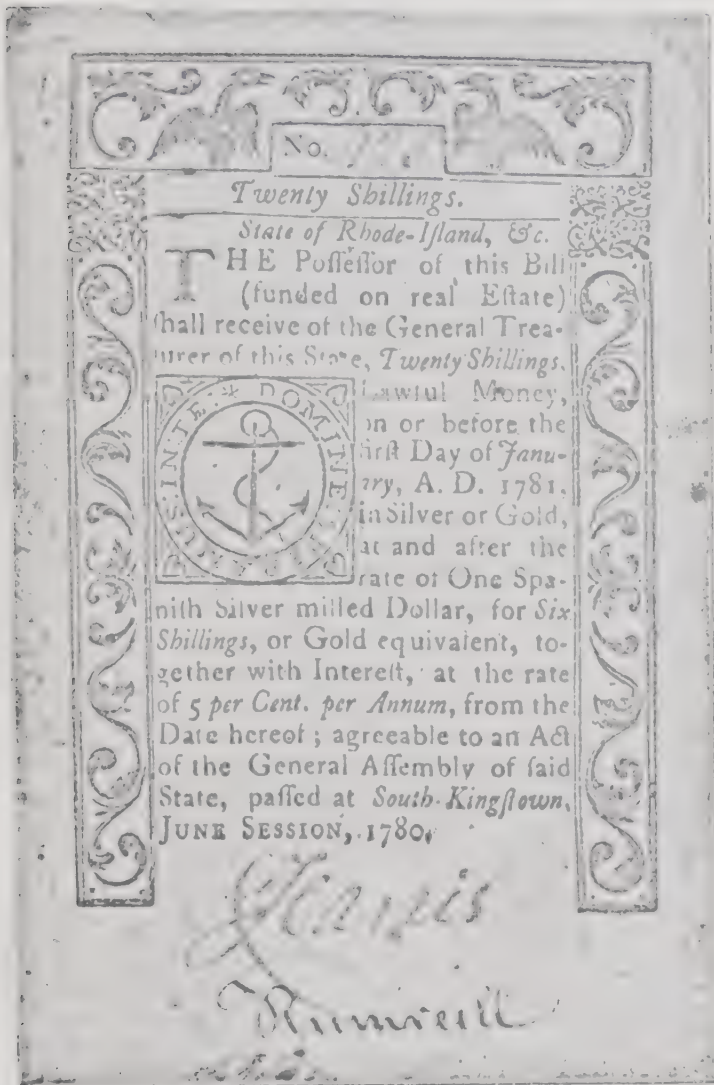 No.
Twenty Shillings.
State of Rhode-Iſland, &c.
THE Poſſeſſor of this Bill
(funded on real Eſtate)
ſhall receive of the General Trea-
urer of this State, Twenty Shillings.
Lawful Money,
on or before the
firſt Day of Janu-
ary, A. D. 1781,
in Silver or Gold,
at and after the
rate of One Spa-
niſh Silver milled Dollar, for Six
Shillings, or Gold equivalent, to-
gether with Intereſt, at the rate
of 5 per Cent. per Annum, from the
Date hereof; agreeable to an Act
of the General Aſſembly of ſaid
State, paſſed at South-Kingſtown,
JUNE SESSION, 1780.
* DOMINE SPERAMUS. IN TE.